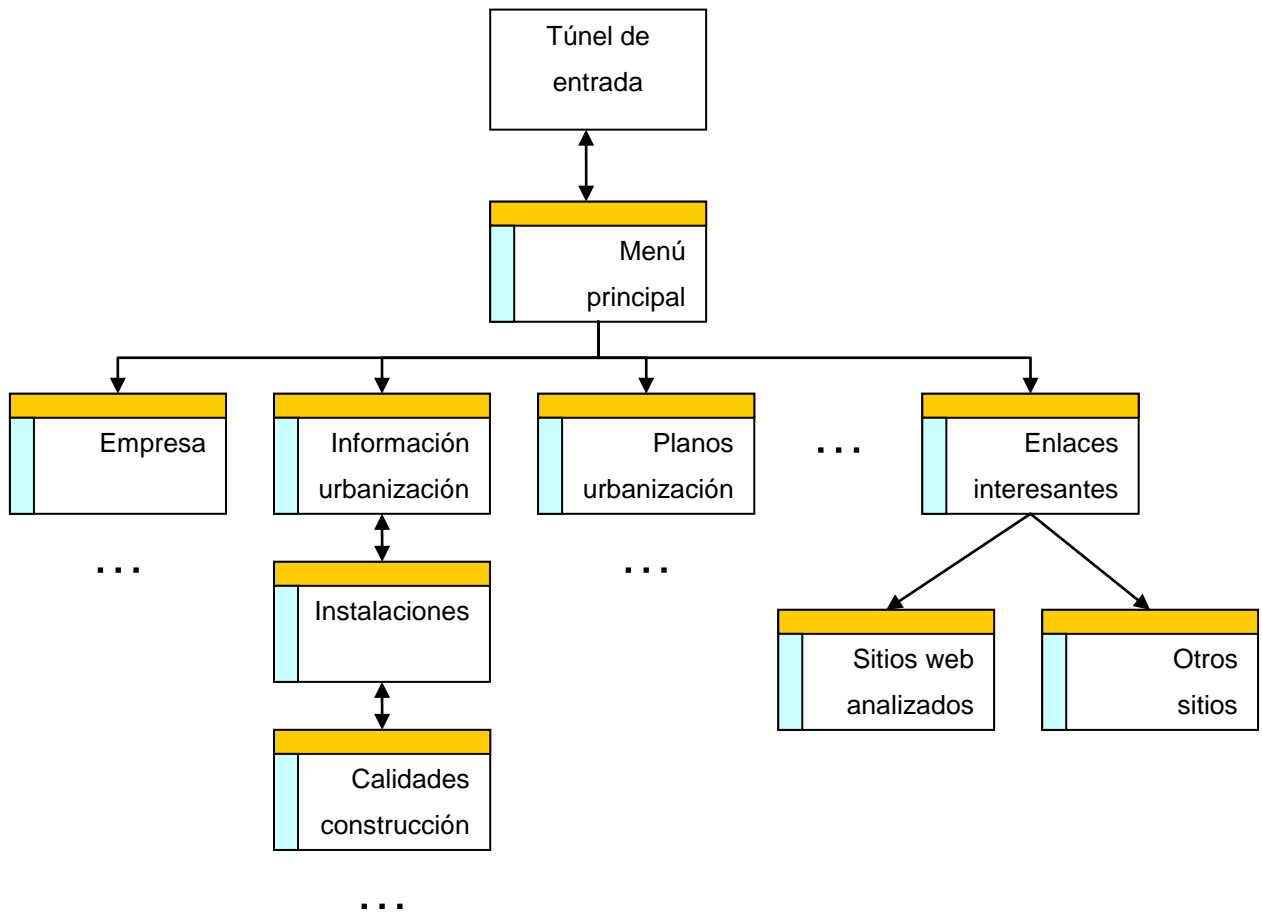 Túnel de
entrada
Menú
principal
Empresa
Información
urbanización
Planos
urbanización
...
Enlaces
interesantes
...
...
Instalaciones
Sitios web
analizados
Otros
sitios
Calidades
construcción
...